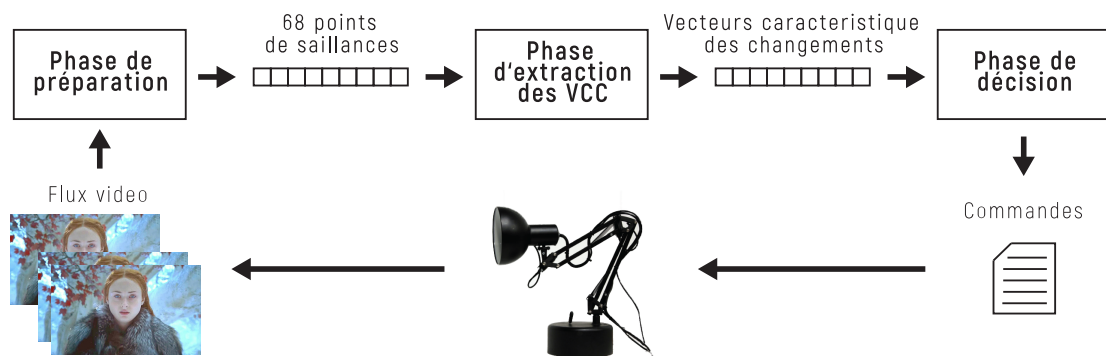 68 points
de saillances
Vecteurs caracteristique
des changements
Phase de
préparation
Phase
d'extraction
des VCC
Phase de
décision
Flux video
Commandes